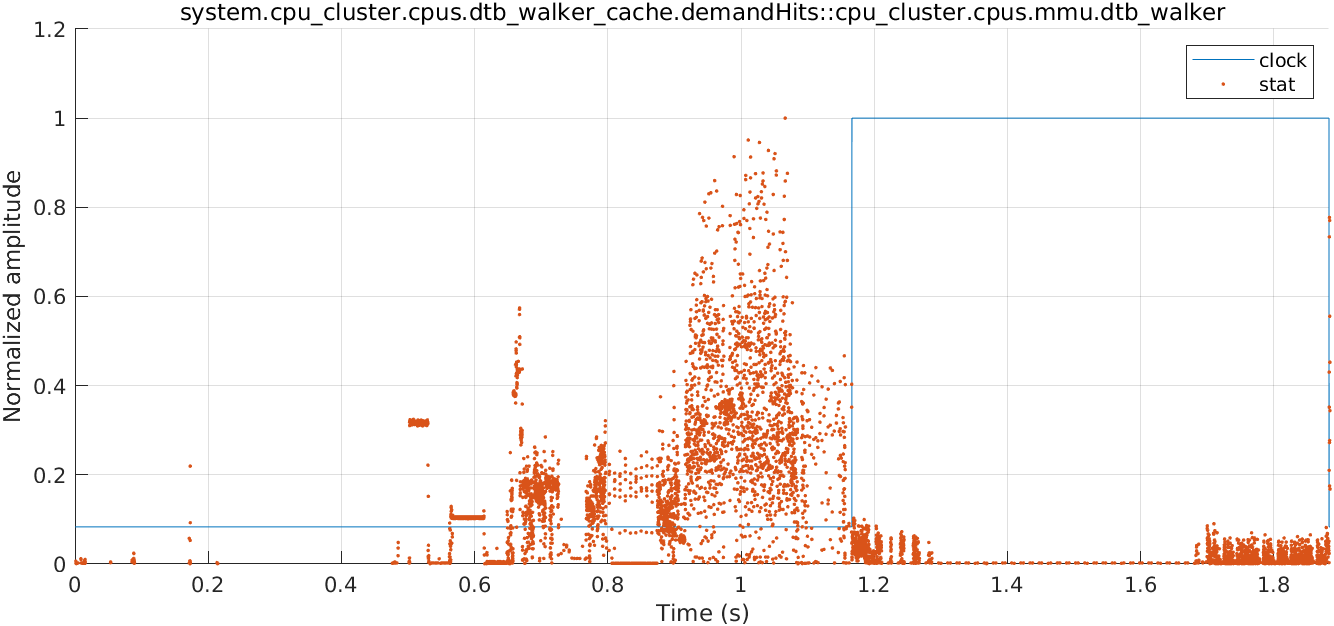 system.cpu_cluster.cpus.dtb_walker_cache.demandHits::cpu_cluster.cpus.mmu.dtb_walker
1.2
clock
stat
1
0.8
0.6
0.4
0.2
0
Normalized amplitude
0 0.2 0.4 0.6 0.8 1 1.2 1.4 1.6 1.8
Time (s)